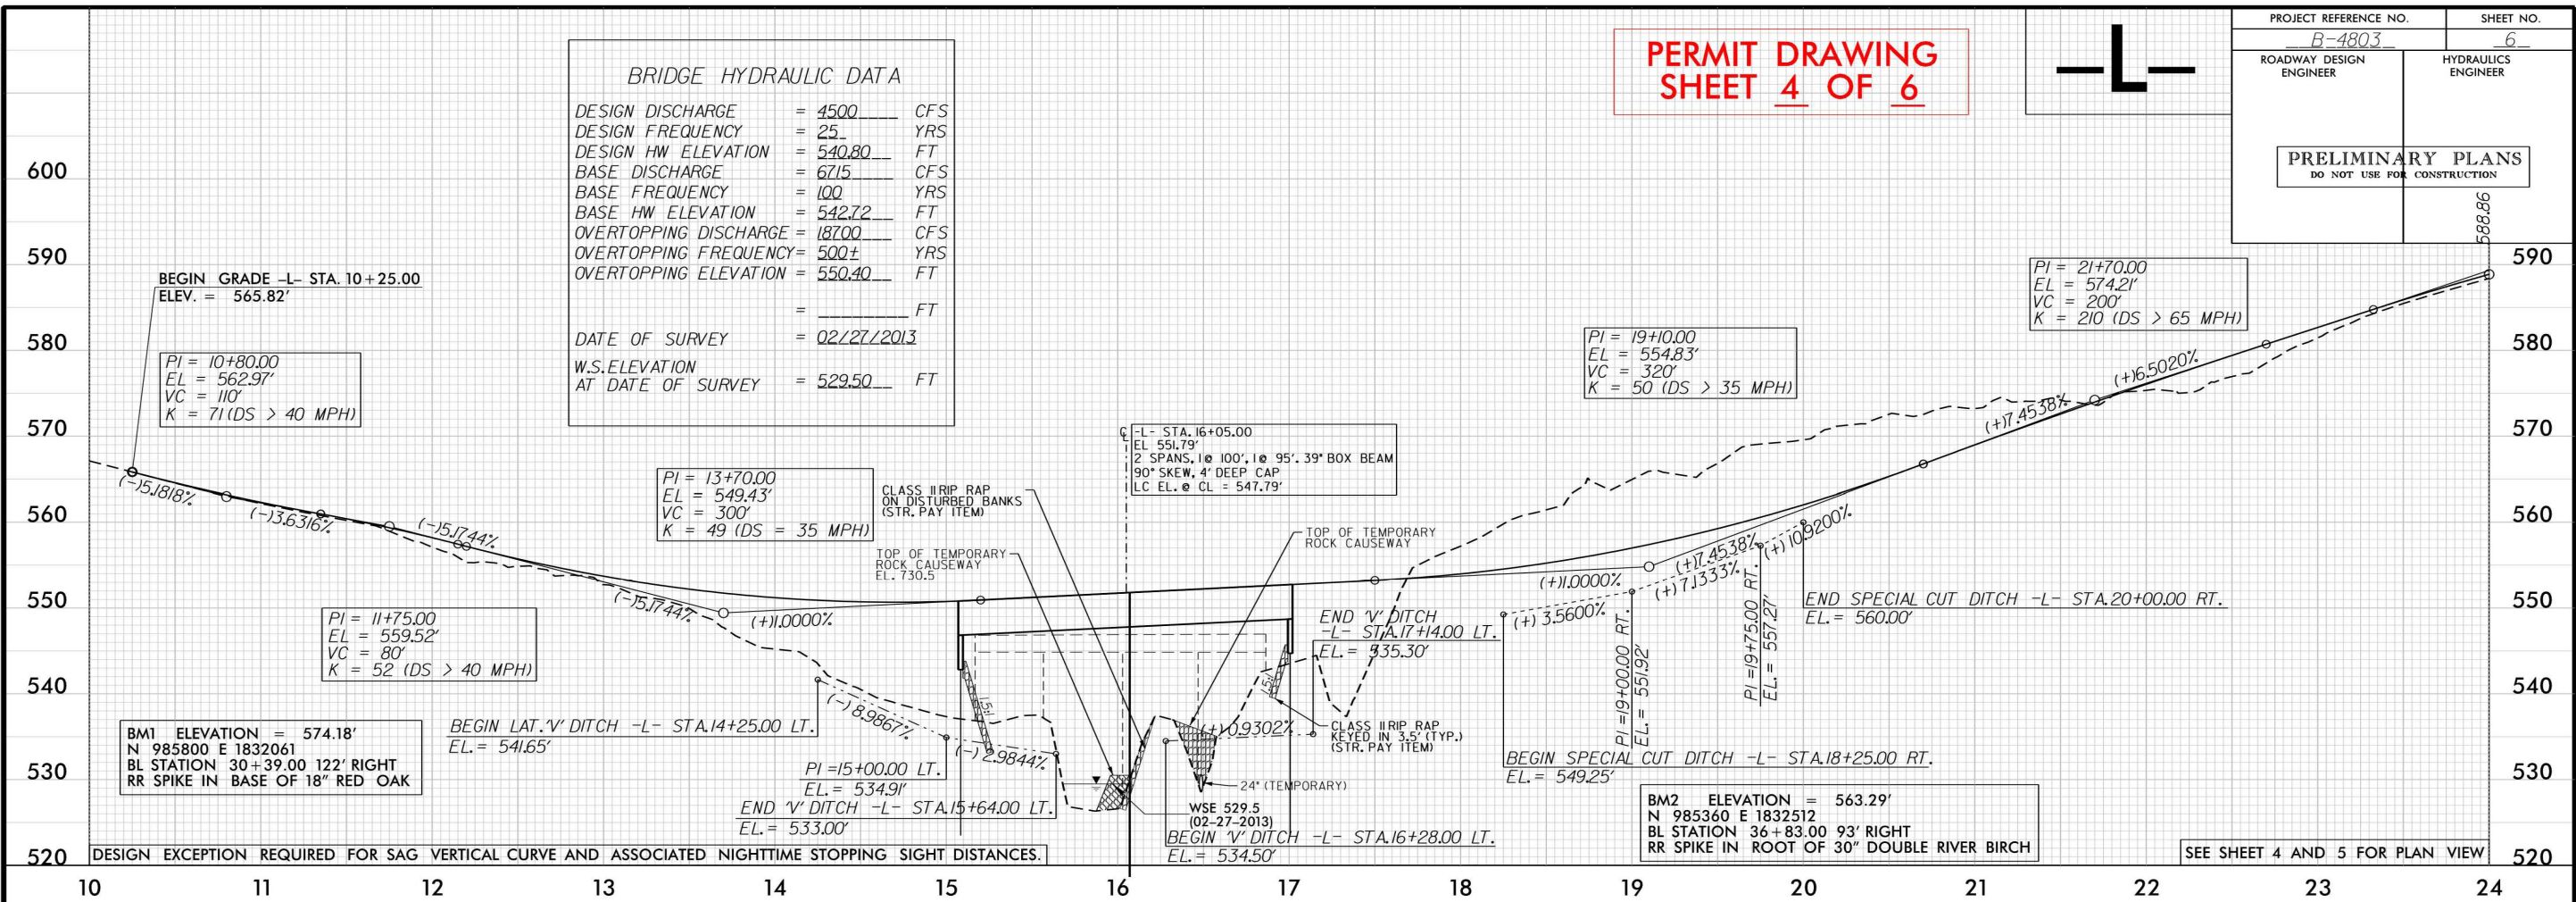 PROJECT REFERENCE NO.
SHEET NO.
B-4803
6
ROADWAY DESIGN
ENGINEER
HYDRAULICS
ENGINEER
PRELIMINARY PLANS
DO NOT USE FOR CONSTRUCTION
PERMIT DRAWING
SHEET 4 OF 6
–L–
BRIDGE HYDRAULIC DATA
DESIGN DISCHARGE = 4500 CFS
DESIGN FREQUENCY = 25 YRS
DESIGN HW ELEVATION = 540.80 FT
BASE DISCHARGE = 6715 CFS
BASE FREQUENCY = 100 YRS
BASE HW ELEVATION = 542.72 FT
OVERTOPPING DISCHARGE = 18700 CFS
OVERTOPPING FREQUENCY = 500± YRS
OVERTOPPING ELEVATION = 550.40 FT
= ________ FT
DATE OF SURVEY = 02/27/2013
W.S.ELEVATION
AT DATE OF SURVEY = 529.50 FT
600
590
580
570
560
550
540
530
520
BEGIN GRADE –L– STA. 10+25.00
ELEV. = 565.82'
PI = 10+80.00
EL = 562.97'
VC = 110'
K = 71 (DS > 40 MPH)
(-)5.1818%
(-)3.6316%
(-)5.1744%
PI = 11+75.00
EL = 559.52'
VC = 80'
K = 52 (DS > 40 MPH)
PI = 13+70.00
EL = 549.43'
VC = 300'
K = 49 (DS = 35 MPH)
(-)5.1744%
(+)1.0000%
CLASS II RIP RAP
ON DISTURBED BANKS
(STR. PAY ITEM)
TOP OF TEMPORARY
ROCK CAUSEWAY
EL. 730.5
℄ -L- STA. 16+05.00
EL 551.79'
2 SPANS, 1@ 100', 1@ 95'. 39" BOX BEAM
90° SKEW, 4' DEEP CAP
LC EL. @ CL = 547.79'
TOP OF TEMPORARY
ROCK CAUSEWAY
1.5:1
1.5:1
END 'V' DITCH
-L- STA.17+14.00 LT.
EL.= 535.30'
(+)0.9302%
CLASS II RIP RAP
KEYED IN 3.5' (TYP.)
(STR. PAY ITEM)
24" (TEMPORARY)
WSE 529.5
(02-27-2013)
BEGIN 'V' DITCH -L- STA.16+28.00 LT.
EL.= 534.50'
BEGIN LAT.'V' DITCH -L- STA.14+25.00 LT.
EL.= 541.65'
(-)8.9867%
PI =15+00.00 LT.
EL.= 534.91'
(-)2.9844%
END 'V' DITCH -L- STA.15+64.00 LT.
EL.= 533.00'
BM1 ELEVATION = 574.18'
N 985800 E 1832061
BL STATION 30+39.00 122' RIGHT
RR SPIKE IN BASE OF 18" RED OAK
DESIGN EXCEPTION REQUIRED FOR SAG VERTICAL CURVE AND ASSOCIATED NIGHTTIME STOPPING SIGHT DISTANCES.
PI = 19+10.00
EL = 554.83'
VC = 320'
K = 50 (DS > 35 MPH)
(+)1.0000%
(+)7.4538%
(+) 3.5600%
(+)7.1333%
(+)10.9200%
PI =19+00.00 RT.
EL.= 551.92'
PI =19+75.00 RT.
EL.= 557.27'
END SPECIAL CUT DITCH -L- STA.20+00.00 RT.
EL.= 560.00'
BEGIN SPECIAL CUT DITCH -L- STA.18+25.00 RT.
EL.= 549.25'
PI = 21+70.00
EL = 574.21'
VC = 200'
K = 210 (DS > 65 MPH)
(+)7.4538%
(+)6.5020%
588.86
BM2 ELEVATION = 563.29'
N 985360 E 1832512
BL STATION 36+83.00 93' RIGHT
RR SPIKE IN ROOT OF 30" DOUBLE RIVER BIRCH
SEE SHEET 4 AND 5 FOR PLAN VIEW
590
580
570
560
550
540
530
520
10 11 12 13 14 15 16 17 18 19 20 21 22 23 24